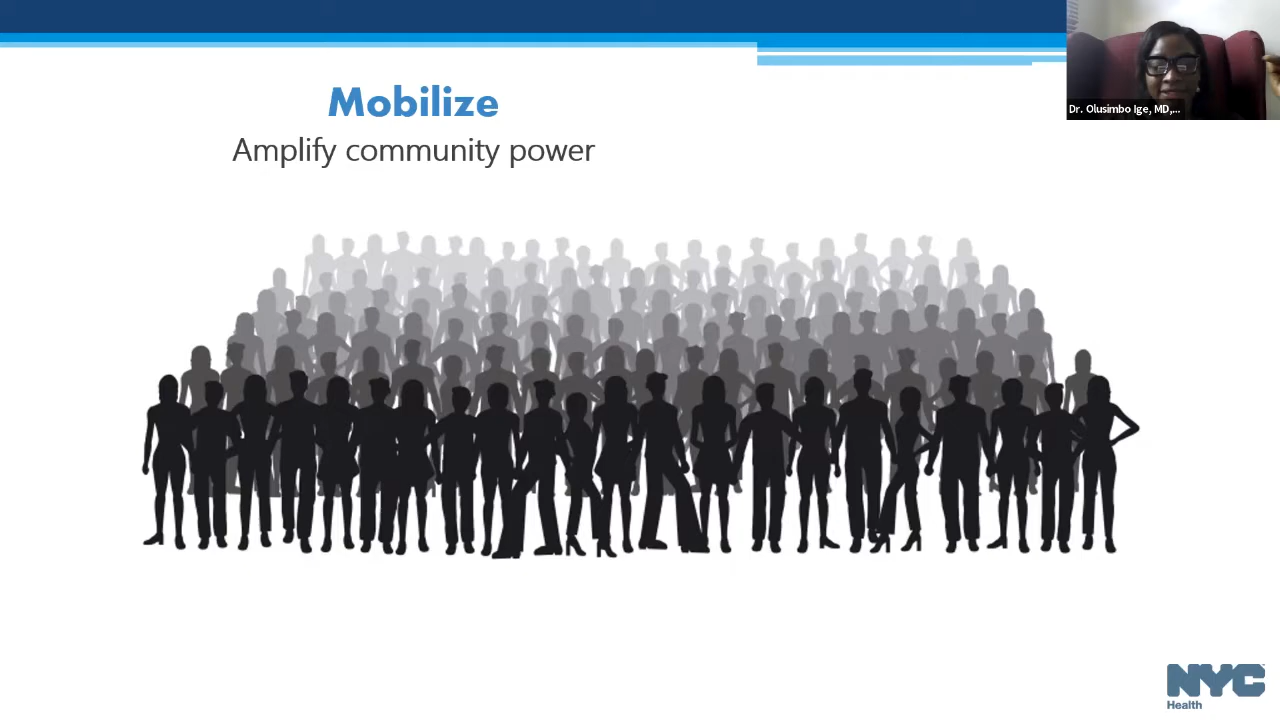 Mobilize
Amplify community power
Dr. Olusimbo Ige, MD,...
NYC
Health